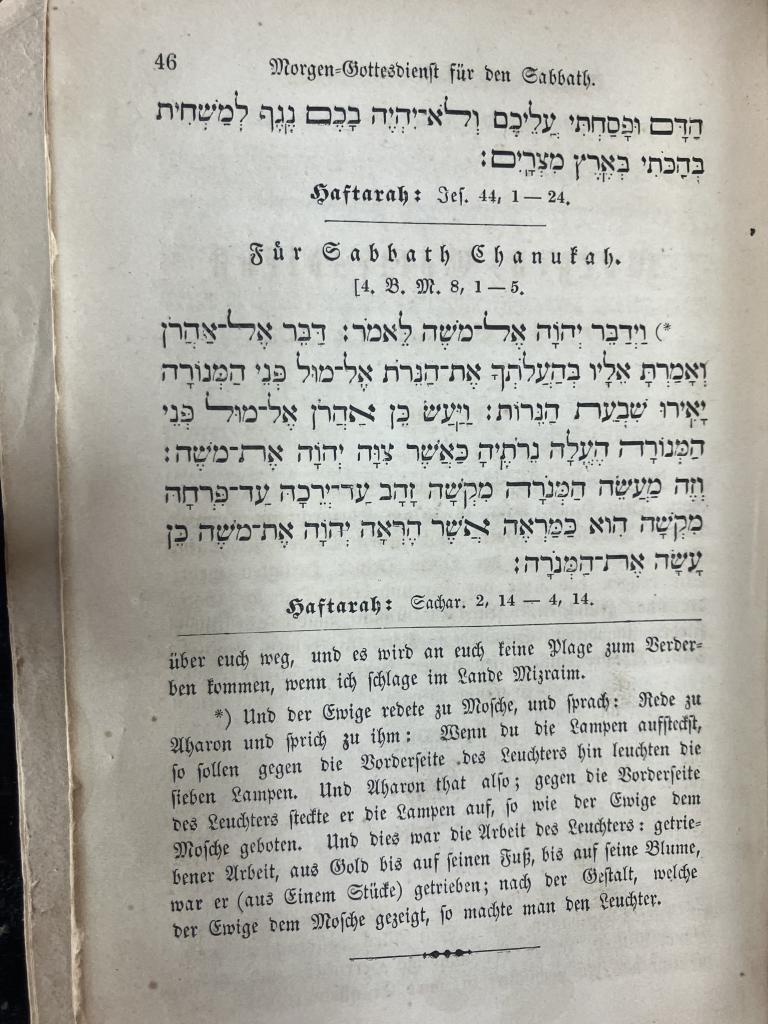 46
Morgen=Gottesdienst für den Sabbath.
הַדָּם וּפָסַחְתִּי עֲלֵיכֶם וְלֹא־יִהְיֶה בָכֶם נֶגֶף לְמַשְׁחִית
בְּהַכֹּתִי בְּאֶרֶץ מִצְרָיִם:
Haftarah: Jes. 44, 1 — 24.
Für Sabbath Chanukah.
[4. B. M. 8, 1 — 5.
*) וַיְדַבֵּר יְהוָֹה אֶל־מֹשֶׁה לֵּאמֹר: דַּבֵּר אֶל־אַהֲרֹן
וְאָמַרְתָּ אֵלָיו בְּהַעֲלֹתְךָ אֶת־הַנֵּרֹת אֶל־מוּל פְּנֵי הַמְּנוֹרָה
יָאִירוּ שִׁבְעַת הַנֵּרוֹת: וַיַּעַשׂ כֵּן אַהֲרֹן אֶל־מוּל פְּנֵי
הַמְּנוֹרָה הֶעֱלָה נֵרֹתֶיהָ כַּאֲשֶׁר צִוָּה יְהוָֹה אֶת־מֹשֶׁה:
וְזֶה מַעֲשֵׂה הַמְּנֹרָה מִקְשָׁה זָהָב עַד־יְרֵכָהּ עַד־פִּרְחָהּ
מִקְשָׁה הִוא כַּמַּרְאֶה אֲשֶׁר הֶרְאָה יְהוָֹה אֶת־מֹשֶׁה כֵּן
עָשָׂה אֶת־הַמְּנֹרָה:
Haftarah: Sachar. 2, 14 — 4, 14.
über euch weg, und es wird an euch keine Plage zum Verder=
ben kommen, wenn ich schlage im Lande Mizraim.
*) Und der Ewige redete zu Mosche, und sprach: Rede zu
Aharon und sprich zu ihm: Wenn du die Lampen aufsteckst,
so sollen gegen die Vorderseite des Leuchters hin leuchten die
sieben Lampen. Und Aharon that also; gegen die Vorderseite
des Leuchters steckte er die Lampen auf, so wie der Ewige dem
Mosche geboten. Und dies war die Arbeit des Leuchters: getrie=
bener Arbeit, aus Gold bis auf seinen Fuß, bis auf seine Blume,
war er (aus Einem Stücke) getrieben; nach der Gestalt, welche
der Ewige dem Mosche gezeigt, so machte man den Leuchter.